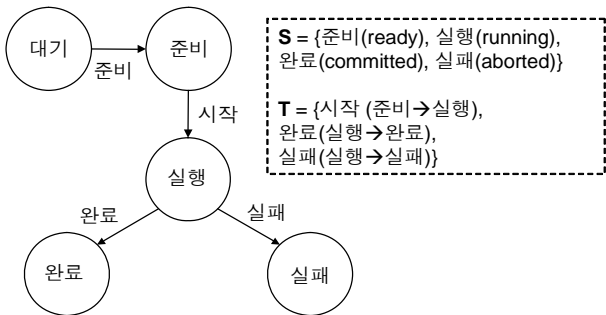 대기
준비
준비
시작
실행
완료
실패
완료
실패
S = {준비(ready), 실행(running),
완료(committed), 실패(aborted)}
T = {시작 (준비→실행),
완료(실행→완료),
실패(실행→실패)}